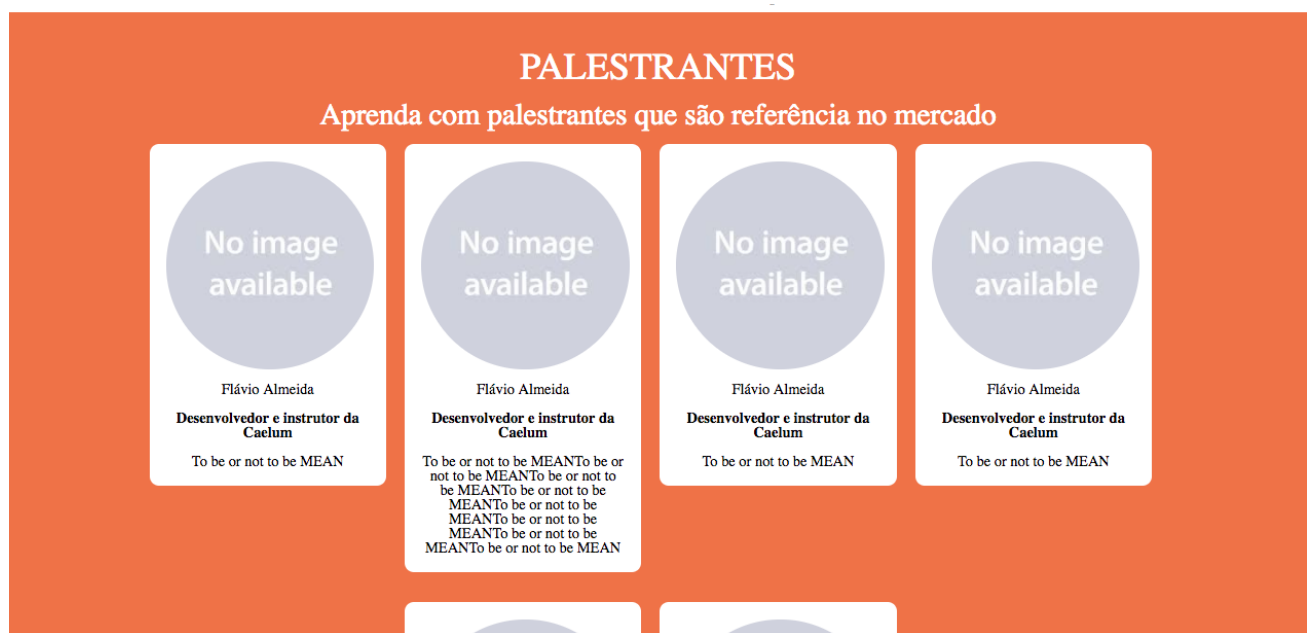 PALESTRANTES
Aprenda com palestrantes que são referência no mercado
No image
available
Flávio Almeida
Desenvolvedor e instrutor da
Caelum
To be or not to be MEAN
No image
available
Flávio Almeida
Desenvolvedor e instrutor da
Caelum
To be or not to be MEANTo be or
not to be MEANTo be or not to
be MEANTo be or not to be
MEANTo be or not to be
MEANTo be or not to be
MEANTo be or not to be
MEANTo be or not to be MEAN
No image
available
Flávio Almeida
Desenvolvedor e instrutor da
Caelum
To be or not to be MEAN
No image
available
Flávio Almeida
Desenvolvedor e instrutor da
Caelum
To be or not to be MEAN